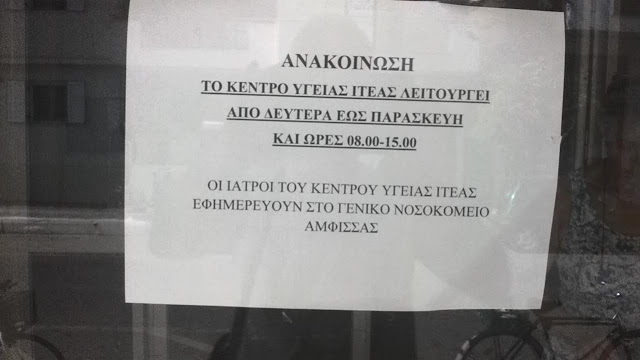 ΑΝΑΚΟΙΝΩΣΗ
ΤΟ ΚΕΝΤΡΟ ΥΓΕΙΑΣ ΙΤΕΑΣ ΛΕΙΤΟΥΡΓΕΙ
ΑΠΟ ΔΕΥΤΕΡΑ ΕΩΣ ΠΑΡΑΣΚΕΥΗ
ΚΑΙ ΩΡΕΣ 08.00-15.00
ΟΙ ΙΑΤΡΟΙ ΤΟΥ ΚΕΝΤΡΟΥ ΥΓΕΙΑΣ ΙΤΕΑΣ
ΕΦΗΜΕΡΕΥΟΥΝ ΣΤΟ ΓΕΝΙΚΟ ΝΟΣΟΚΟΜΕΙΟ
ΑΜΦΙΣΣΑΣ